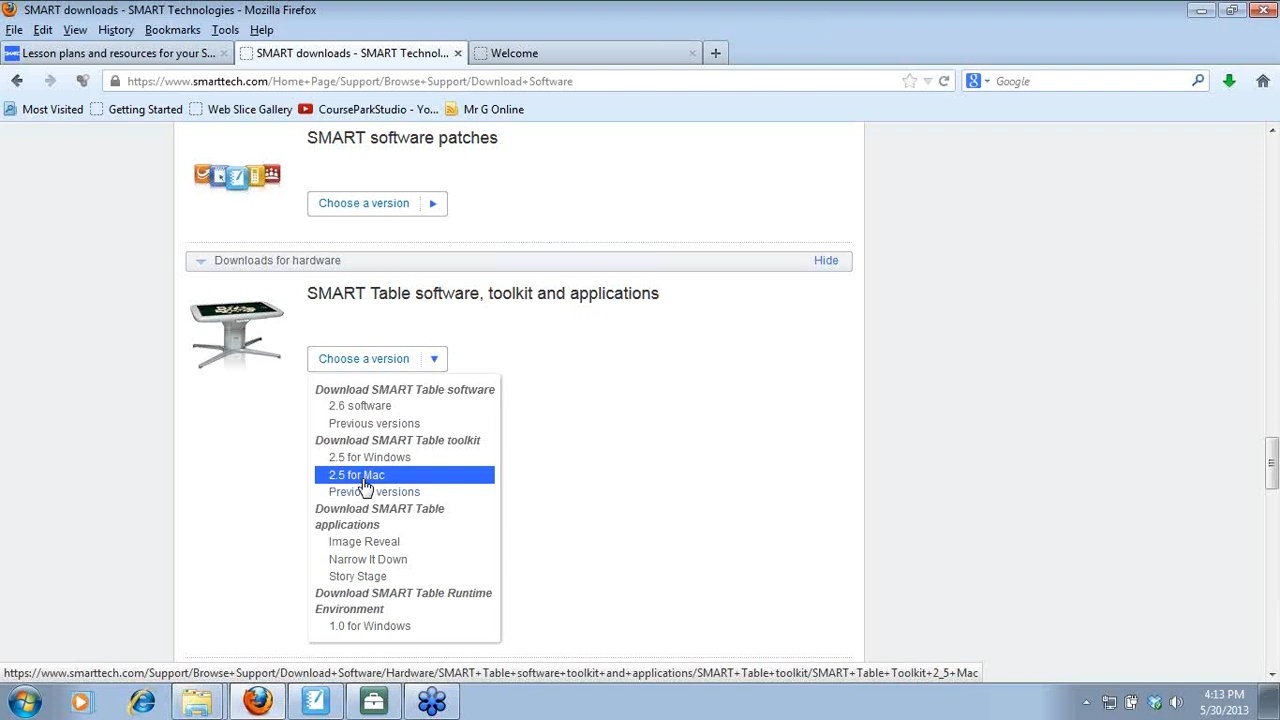 SMART downloads - SMART Technologies - Mozilla Firefox
File Edit View History Bookmarks Tools Help
Lesson plans and resources for your S...
SMART downloads - SMART Technol...
Welcome
https://www.smarttech.com/Home+Page/Support/Browse+Support/Download+Software
Google
Most Visited Getting Started Web Slice Gallery CourseParkStudio - Yo... Mr G Online
SMART software patches
Choose a version
Downloads for hardware Hide
SMART Table software, toolkit and applications
Choose a version
Download SMART Table software
2.6 software
Previous versions
Download SMART Table toolkit
2.5 for Windows
2.5 for Mac
Previous versions
Download SMART Table
applications
Image Reveal
Narrow It Down
Story Stage
Download SMART Table Runtime
Environment
1.0 for Windows
https://www.smarttech.com/Support/Browse+Support/Download+Software/Hardware/SMART+Table+software+toolkit+and+applications/SMART+Table+toolkit/SMART+Table+Toolkit+2_5+Mac
4:13 PM
5/30/2013